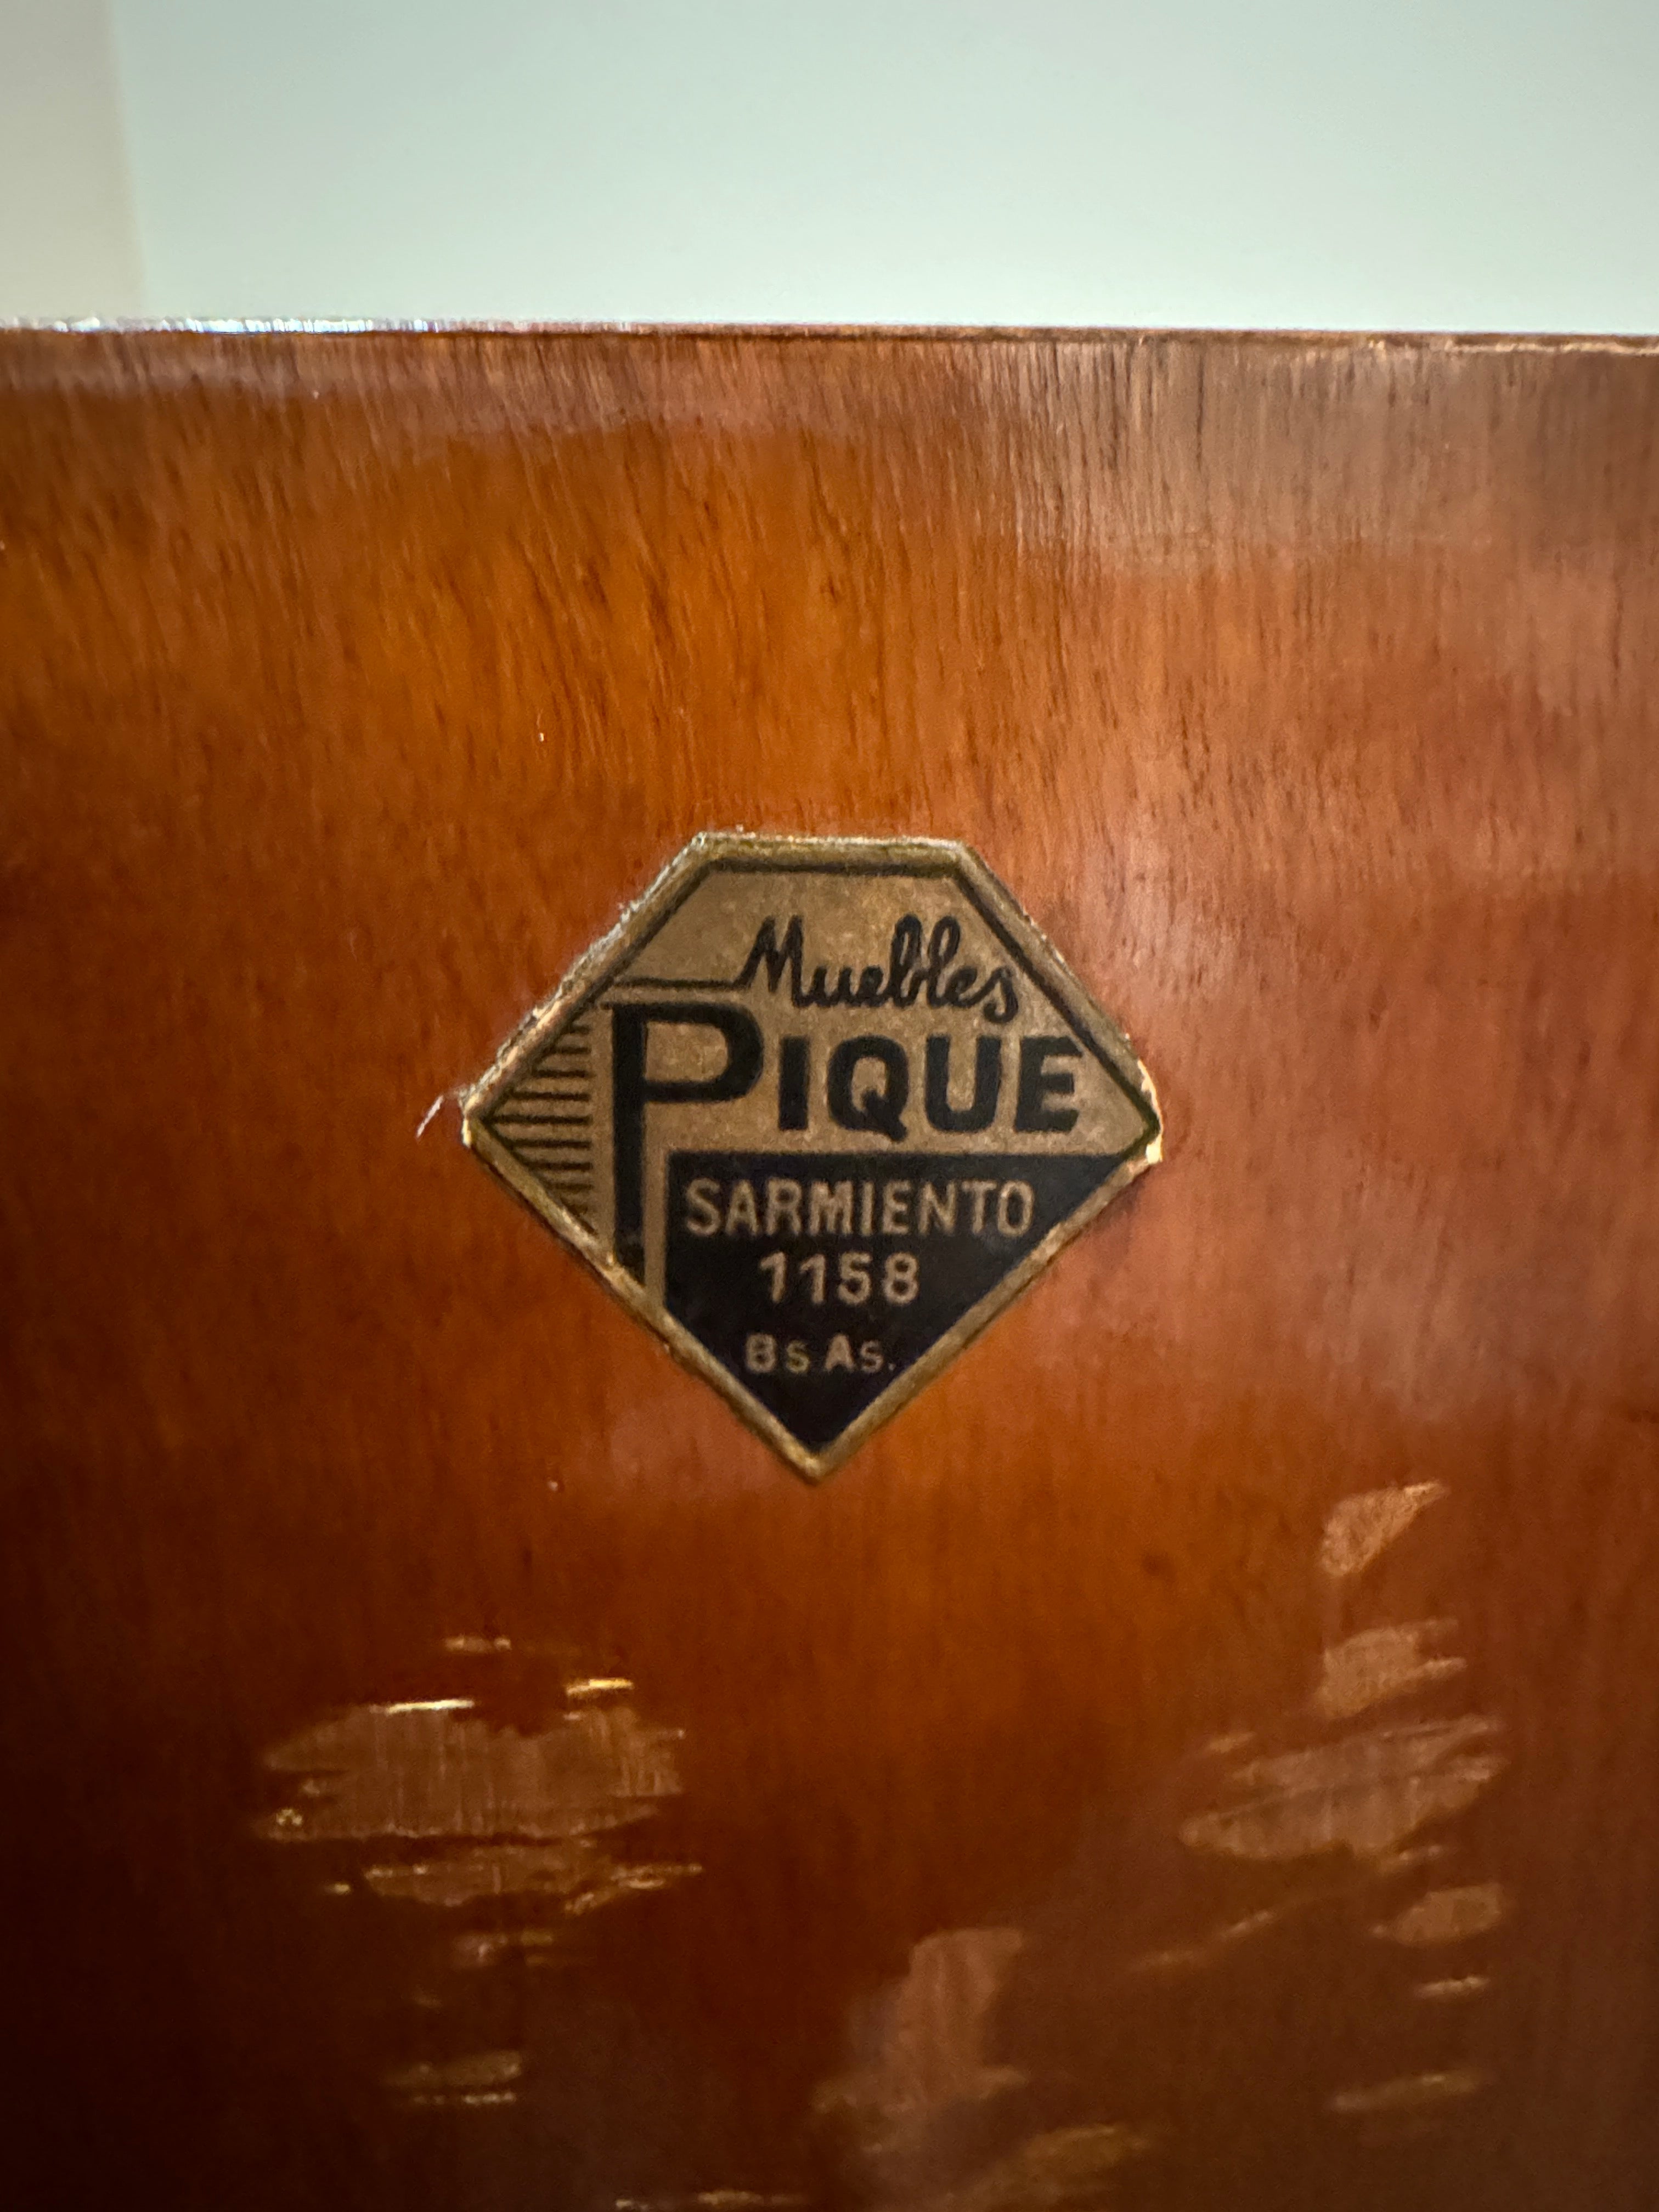 Muebles
PIQUE
SARMIENTO
1158
Bs As.